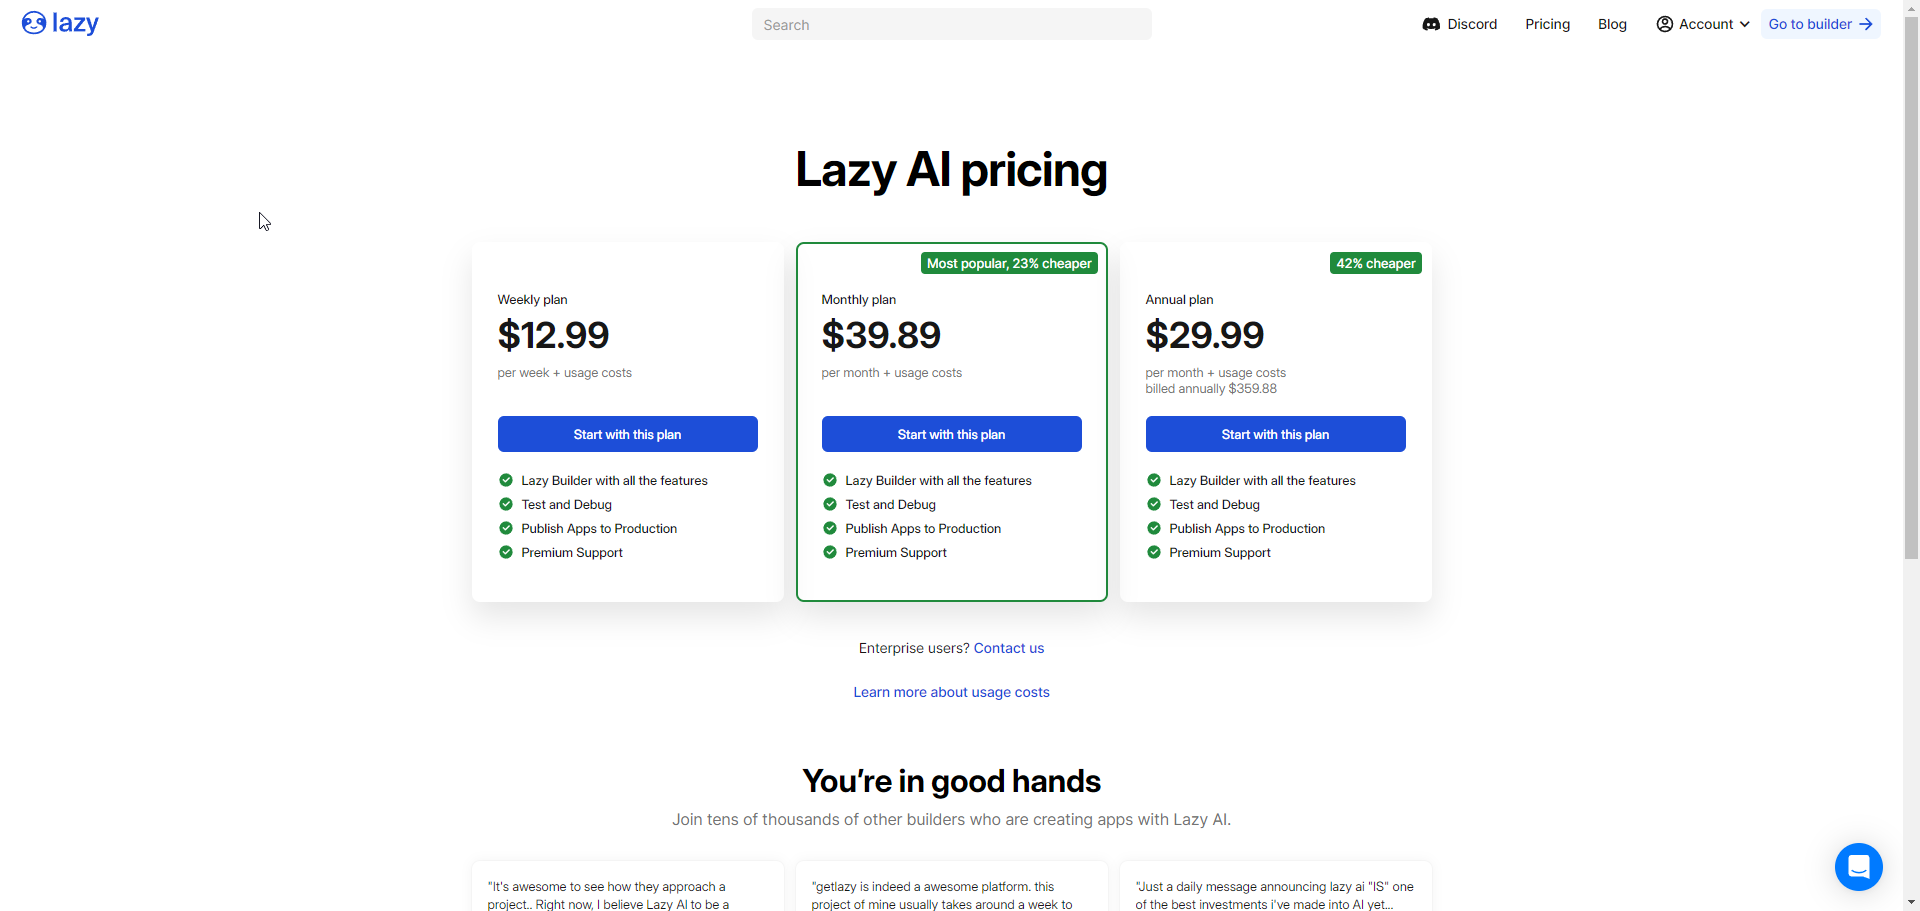 lazy
Search
Discord
Pricing
Blog
Account
Go to builder
Lazy AI pricing
Weekly plan
$12.99
per week + usage costs
Start with this plan
Lazy Builder with all the features
Test and Debug
Publish Apps to Production
Premium Support
Most popular, 23% cheaper
Monthly plan
$39.89
per month + usage costs
Start with this plan
Lazy Builder with all the features
Test and Debug
Publish Apps to Production
Premium Support
42% cheaper
Annual plan
$29.99
per month + usage costs
billed annually $359.88
Start with this plan
Lazy Builder with all the features
Test and Debug
Publish Apps to Production
Premium Support
Enterprise users? Contact us
Learn more about usage costs
You're in good hands
Join tens of thousands of other builders who are creating apps with Lazy AI.
"It's awesome to see how they approach a
project.. Right now, I believe Lazy AI to be a
"getlazy is indeed a awesome platform. this
project of mine usually takes around a week to
"Just a daily message announcing lazy ai "IS" one
of the best investments i've made into AI yet...